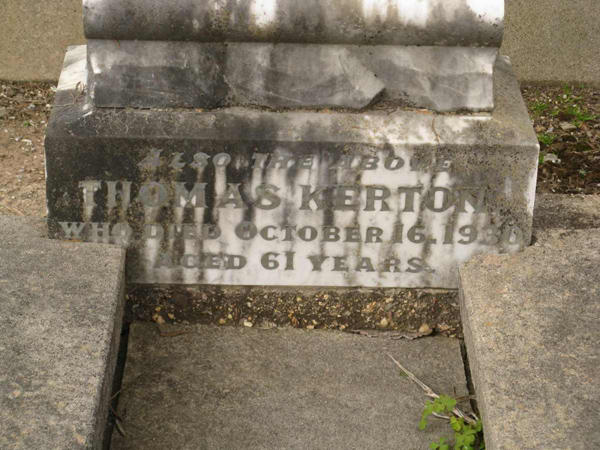 ALSO THE ABOVE
THOMAS KERTON
WHO DIED OCTOBER 16, 1930
AGED 61 YEARS.